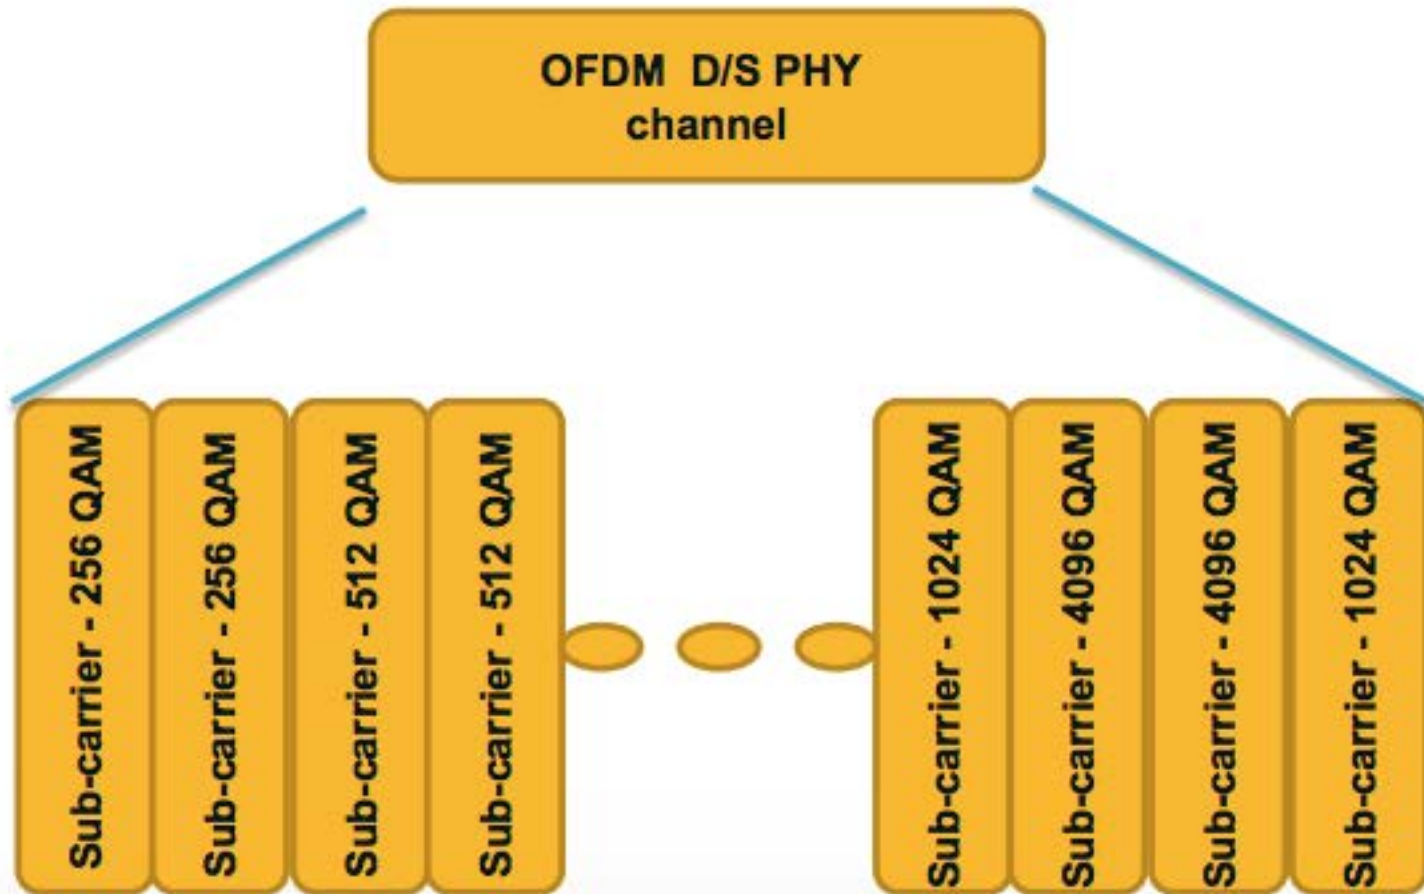 OFDM D/S PHY
channel
Sub-carrier - 256 QAM
Sub-carrier - 256 QAM
Sub-carrier - 512 QAM
Sub-carrier - 512 QAM
Sub-carrier - 1024 QAM
Sub-carrier - 4096 QAM
Sub-carrier - 4096 QAM
Sub-carrier - 1024 QAM